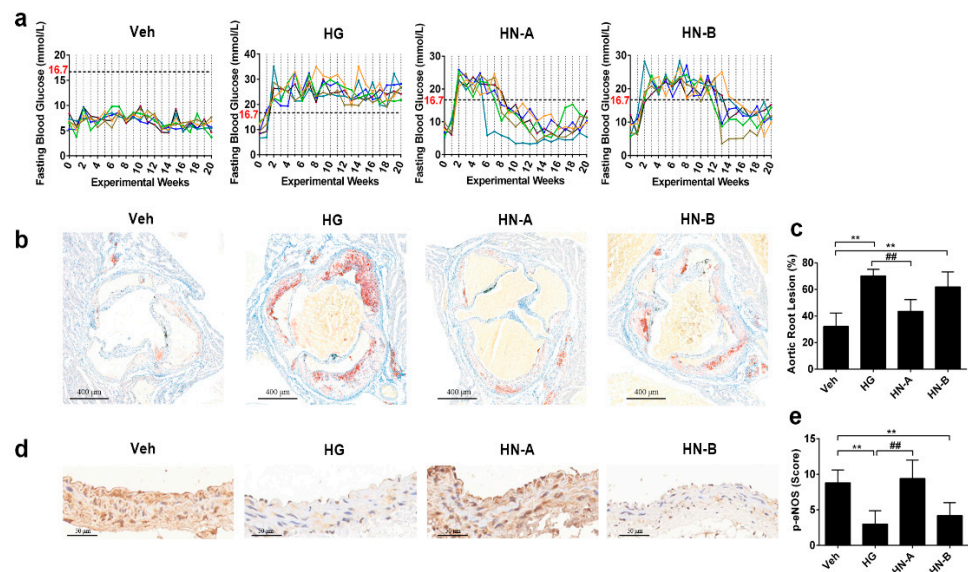 a
Veh
HG
HN-A
HN-B
Fasting Blood Glucose (mmol/L)
20
16.7
15
10
5
0
0 2 4 6 8 10 12 14 16 18 20
Experimental Weeks
Fasting Blood Glucose (mmol/L)
40
30
20
16.7
10
0
0 2 4 6 8 10 12 14 16 18 20
Experimental Weeks
Fasting Blood Glucose (mmol/L)
30
20
16.7
10
0
0 2 4 6 8 10 12 14 16 18 20
Experimental Weeks
Fasting Blood Glucose (mmol/L)
30
20
16.7
10
0
0 2 4 6 8 10 12 14 16 18 20
Experimental Weeks
b
Veh
HG
HN-A
HN-B
400 μm
400 μm
400 μm
400 μm
c
Aortic Root Lesion (%)
80
60
40
20
0
**
**
##
Veh
HG
HN-A
HN-B
d
Veh
HG
HN-A
HN-B
50 μm
50 μm
50 μm
50 μm
e
p-eNOS (Score)
15
10
5
0
**
**
##
Veh
HG
HN-A
HN-B